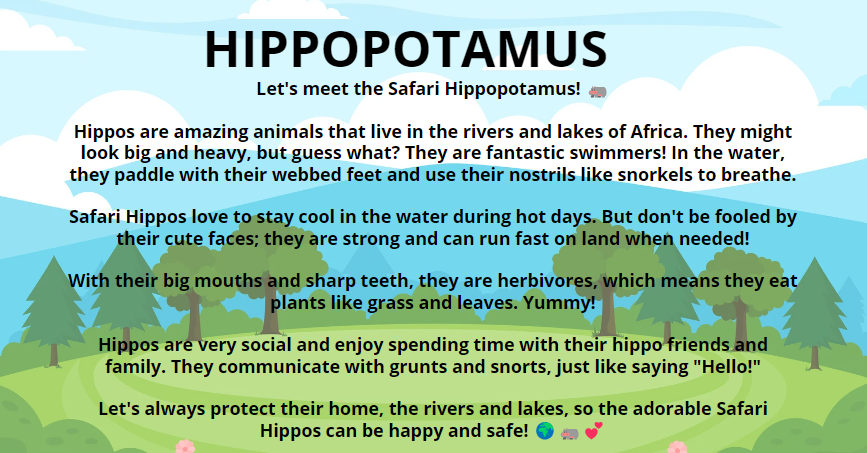 HIPPOPOTAMUS
Let's meet the Safari Hippopotamus! 🦛
Hippos are amazing animals that live in the rivers and lakes of Africa. They might
look big and heavy, but guess what? They are fantastic swimmers! In the water,
they paddle with their webbed feet and use their nostrils like snorkels to breathe.
Safari Hippos love to stay cool in the water during hot days. But don't be fooled by
their cute faces; they are strong and can run fast on land when needed!
With their big mouths and sharp teeth, they are herbivores, which means they eat
plants like grass and leaves. Yummy!
Hippos are very social and enjoy spending time with their hippo friends and
family. They communicate with grunts and snorts, just like saying "Hello!"
Let's always protect their home, the rivers and lakes, so the adorable Safari
Hippos can be happy and safe! 🌍 🦛 💕